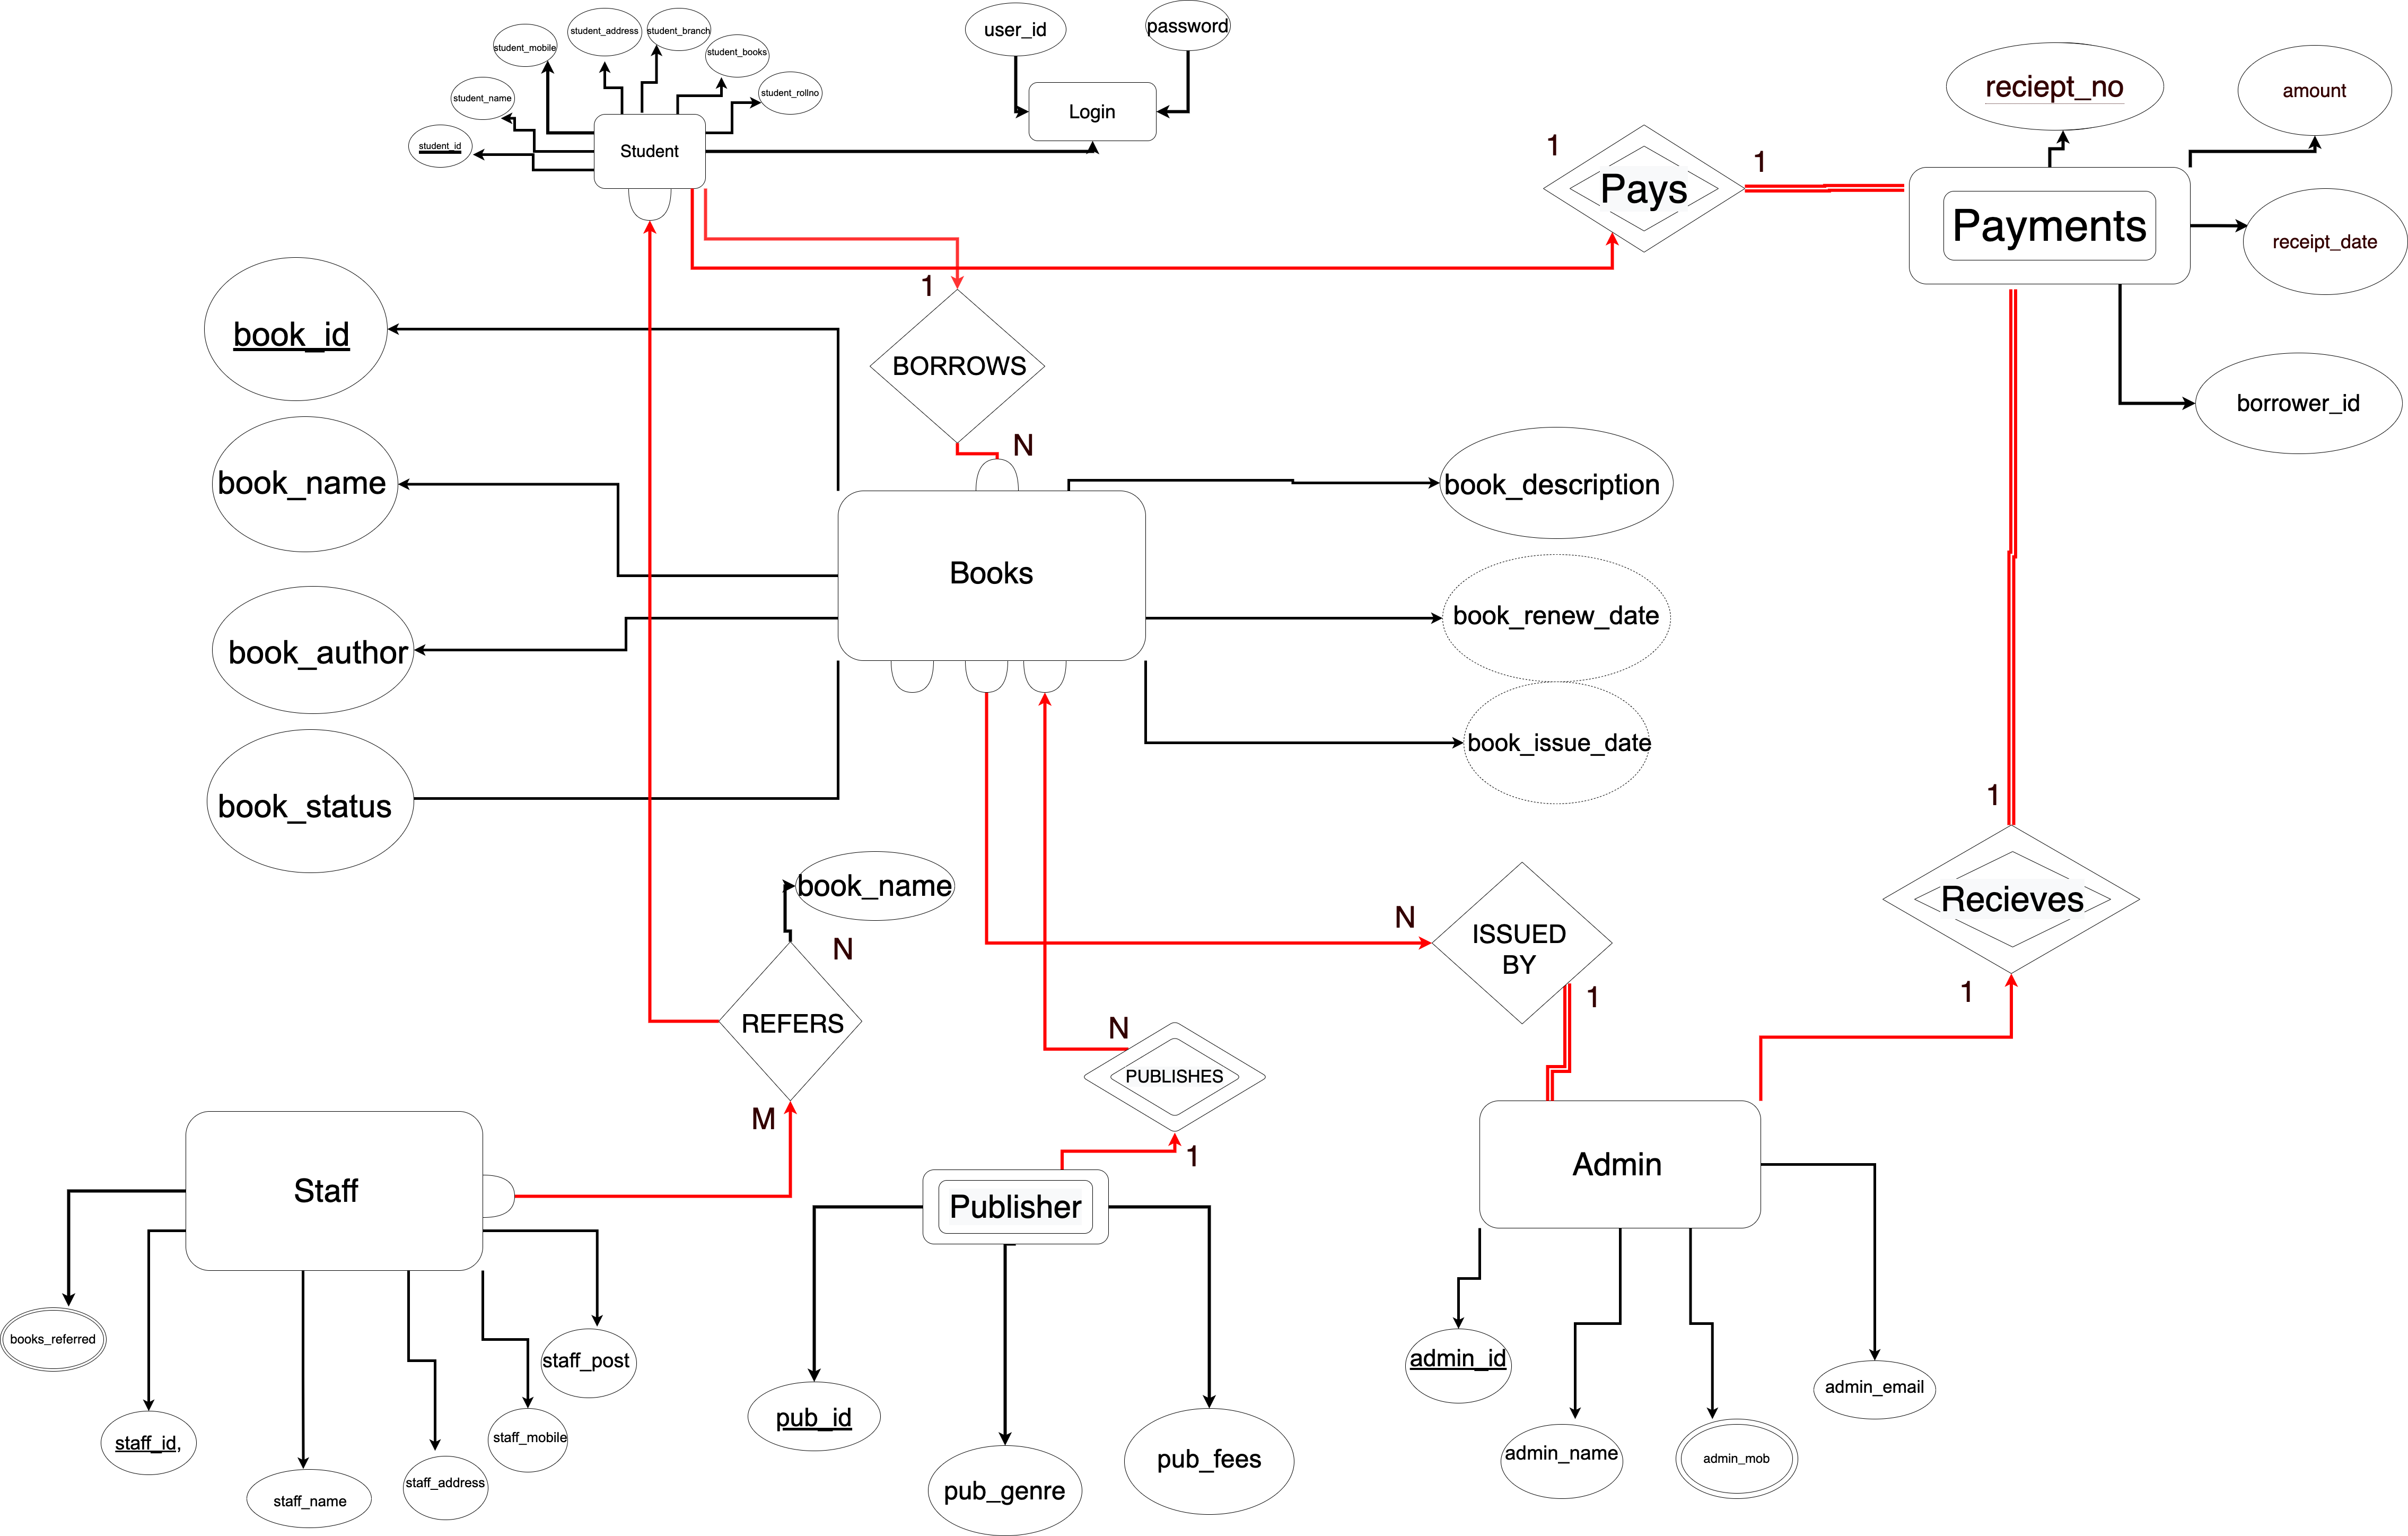 student_address
student_branch
student_mobile
student_books
student_name
student_rollno
student_id
Student
user_id
password
Login
1
Pays
1
reciept_no
amount
Payments
receipt_date
borrower_id
1
BORROWS
N
book_id
book_name
book_author
book_status
Books
book_description
book_renew_date
book_issue_date
book_name
N
REFERS
M
N
PUBLISHES
1
N
ISSUED
BY
1
1
Recieves
1
Staff
books_referred
staff_id,
staff_name
staff_address
staff_mobile
staff_post
Publisher
pub_id
pub_genre
pub_fees
Admin
admin_id
admin_name
admin_mob
admin_email